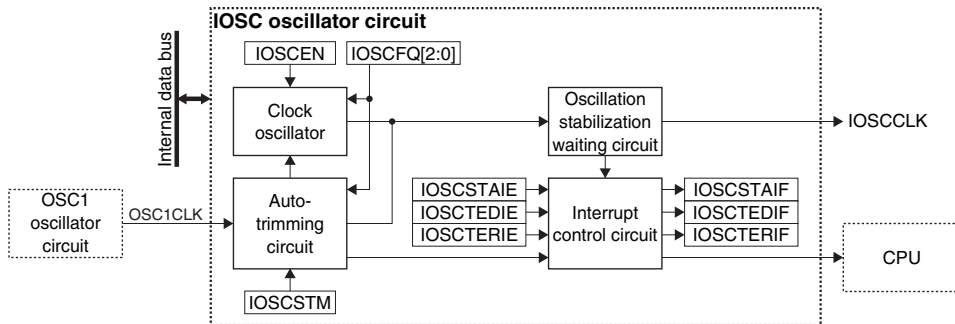 IOSC oscillator circuit
Internal data bus
IOSCEN
IOSCFQ[2:0]
Clock
oscillator
Oscillation
stabilization
waiting circuit
IOSCCLK
OSC1
oscillator
circuit
OSC1CLK
Auto-
trimming
circuit
IOSCSTAIE
IOSCTEDIE
IOSCTERIE
Interrupt
control circuit
IOSCSTAIF
IOSCTEDIF
IOSCTERIF
CPU
IOSCSTM